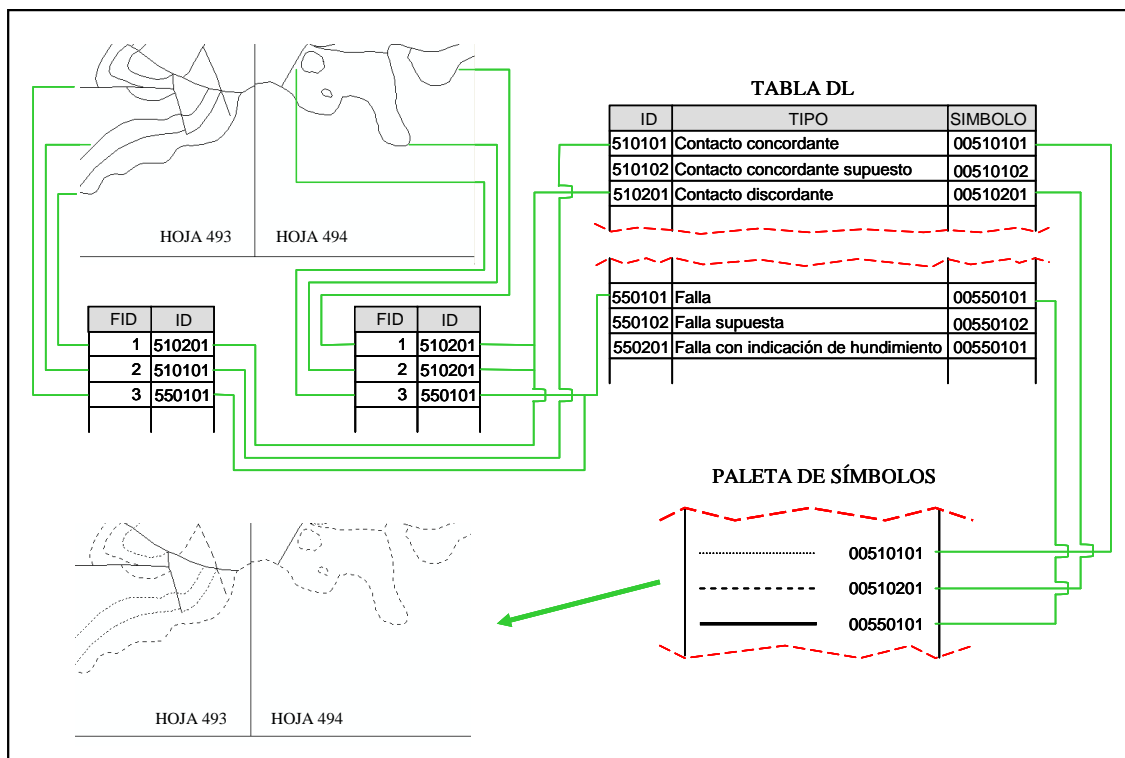 HOJA 493 HOJA 494
TABLA DL
ID TIPO SIMBOLO
510101 Contacto concordante 00510101
510102 Contacto concordante supuesto 00510102
510201 Contacto discordante 00510201
550101 Falla 00550101
550102 Falla supuesta 00550102
550201 Falla con indicación de hundimiento 00550101
FID ID
1 510201
2 510101
3 550101
FID ID
1 510201
2 510201
3 550101
PALETA DE SÍMBOLOS
00510101
00510201
00550101
HOJA 493 HOJA 494